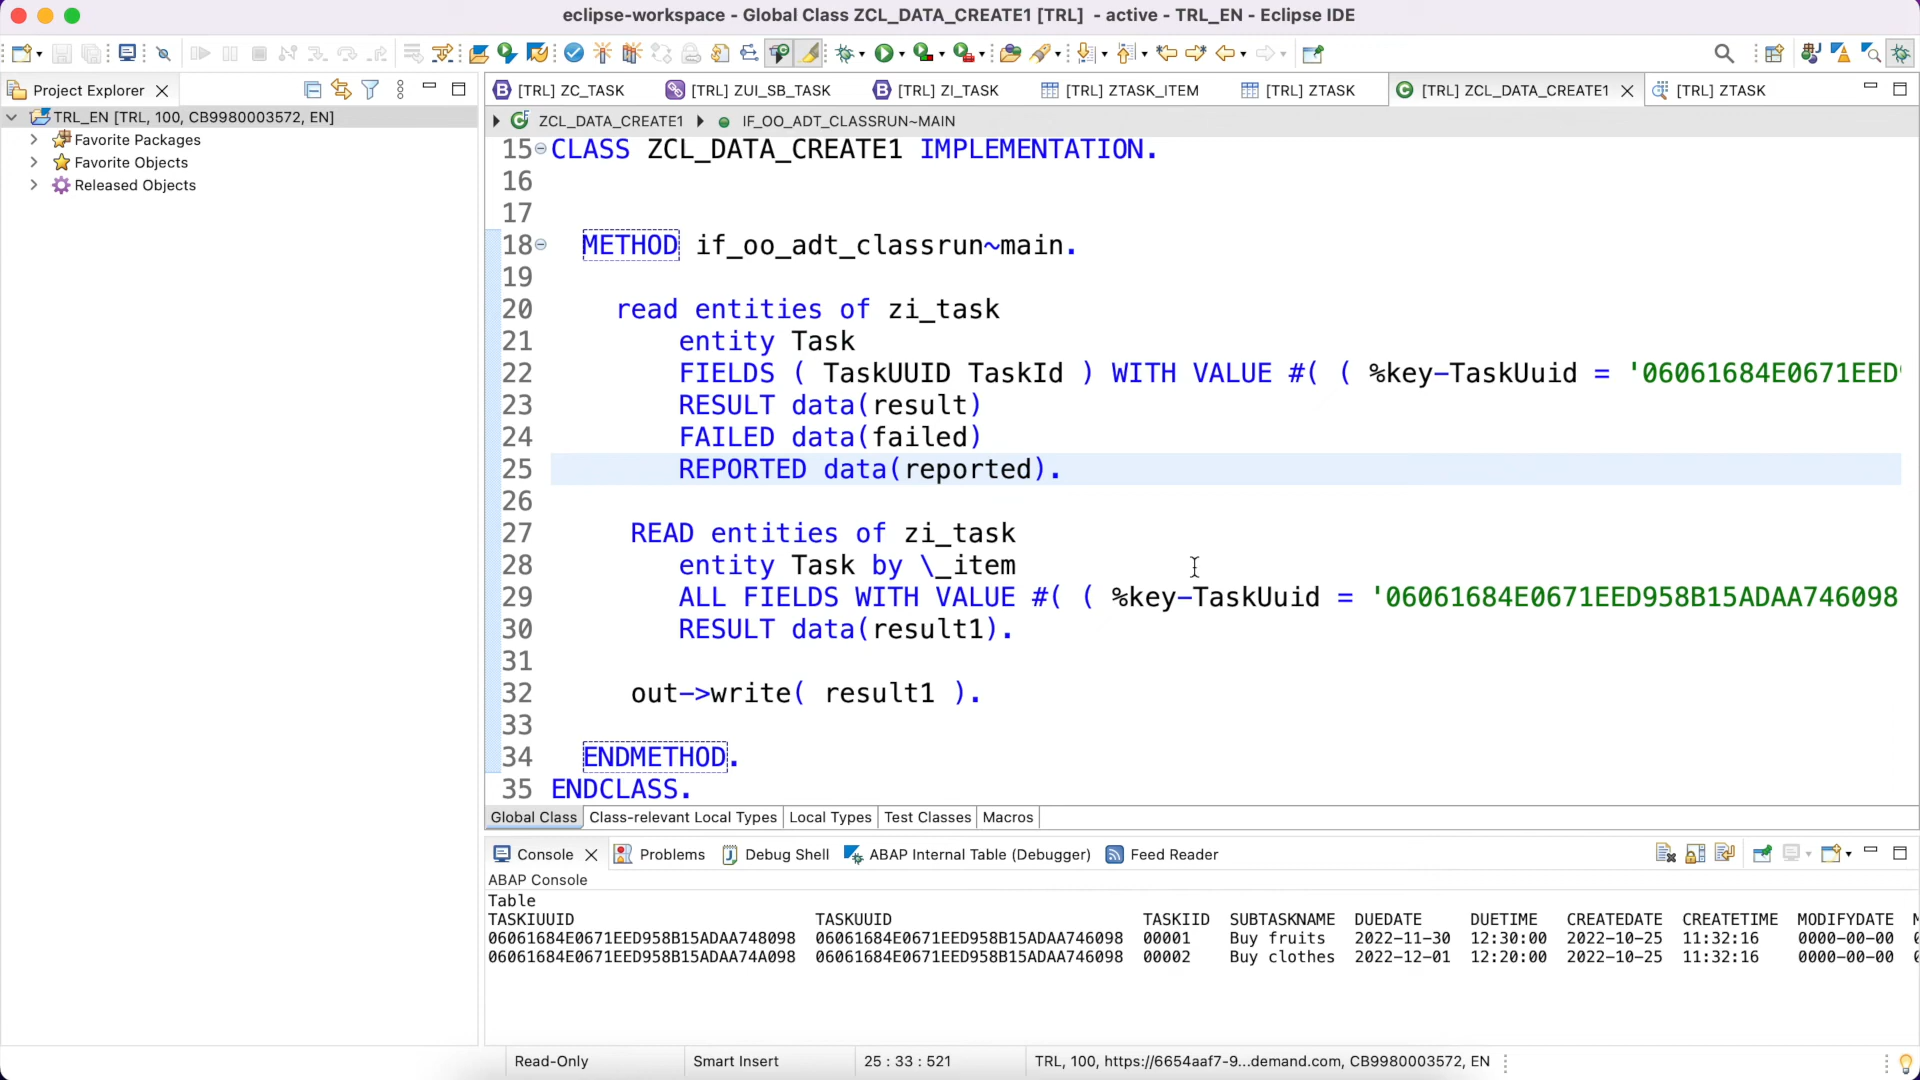 eclipse-workspace - Global Class ZCL_DATA_CREATE1 [TRL] - active - TRL_EN - Eclipse IDE
Project Explorer
TRL_EN [TRL, 100, CB9980003572, EN]
Favorite Packages
Favorite Objects
Released Objects
[TRL] ZC_TASK [TRL] ZUI_SB_TASK [TRL] ZI_TASK [TRL] ZTASK_ITEM [TRL] ZTASK [TRL] ZCL_DATA_CREATE1 [TRL] ZTASK
ZCL_DATA_CREATE1 IF_OO_ADT_CLASSRUN~MAIN
15 CLASS ZCL_DATA_CREATE1 IMPLEMENTATION.
16
17
18 METHOD if_oo_adt_classrun~main.
19
20 read entities of zi_task
21 entity Task
22 FIELDS ( TaskUUID TaskId ) WITH VALUE #( ( %key-TaskUuid = '06061684E0671EED
23 RESULT data(result)
24 FAILED data(failed)
25 REPORTED data(reported).
26
27 READ entities of zi_task
28 entity Task by \_item
29 ALL FIELDS WITH VALUE #( ( %key-TaskUuid = '06061684E0671EED958B15ADAA746098
30 RESULT data(result1).
31
32 out->write( result1 ).
33
34 ENDMETHOD.
35 ENDCLASS.
Global Class Class-relevant Local Types Local Types Test Classes Macros
Console Problems Debug Shell ABAP Internal Table (Debugger) Feed Reader
ABAP Console
Table
TASKIUUID TASKUUID TASKIID SUBTASKNAME DUEDATE DUETIME CREATEDATE CREATETIME MODIFYDATE
06061684E0671EED958B15ADAA748098 06061684E0671EED958B15ADAA746098 00001 Buy fruits 2022-11-30 12:30:00 2022-10-25 11:32:16 0000-00-00
06061684E0671EED958B15ADAA74A098 06061684E0671EED958B15ADAA746098 00002 Buy clothes 2022-12-01 12:20:00 2022-10-25 11:32:16 0000-00-00
Read-Only Smart Insert 25 : 33 : 521 TRL, 100, https://6654aaf7-9...demand.com, CB9980003572, EN